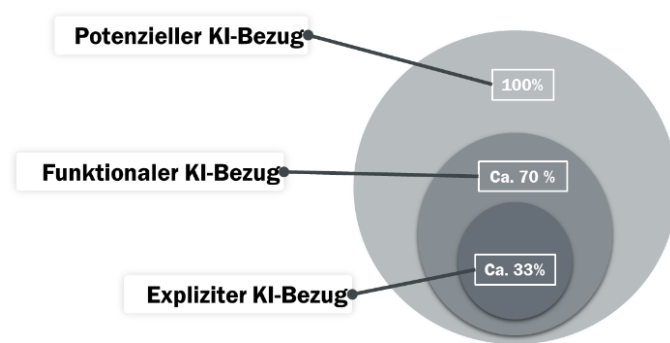 Potenzieller KI-Bezug
100%
Funktionaler KI-Bezug
Ca. 70 %
Expliziter KI-Bezug
Ca. 33%